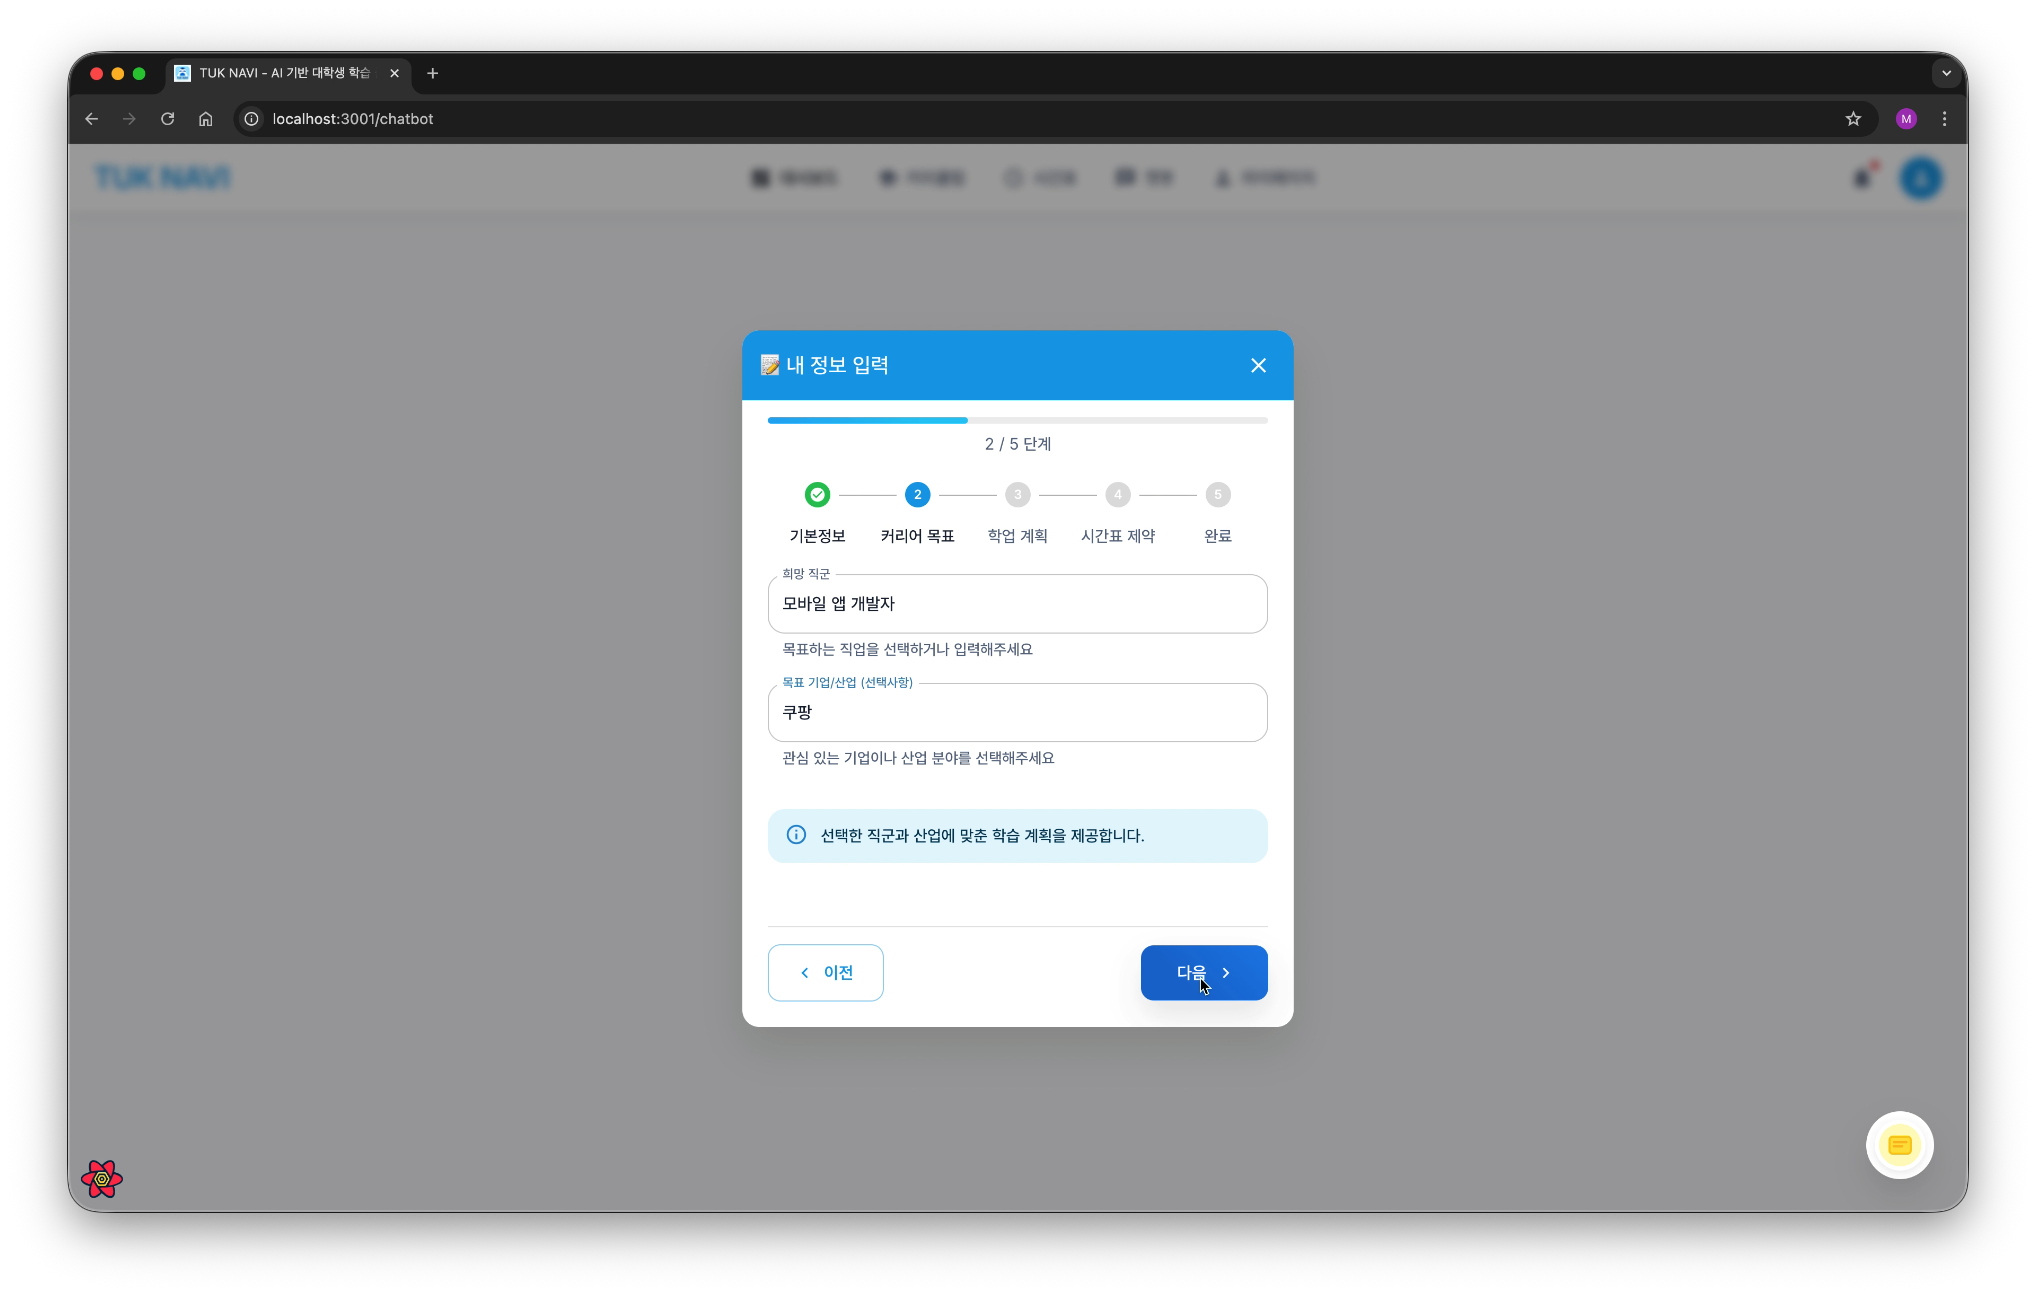 TUK NAVI - AI 기반 대학생 학습
localhost:3001/chatbot
M
TUK NAVI
내 정보 입력
2 / 5 단계
2 3 4 5
기본정보 커리어 목표 학업 계획 시간표 제약 완료
희망 직군
모바일 앱 개발자
목표하는 직업을 선택하거나 입력해주세요
목표 기업/산업 (선택사항)
쿠팡
관심 있는 기업이나 산업 분야를 선택해주세요
선택한 직군과 산업에 맞춘 학습 계획을 제공합니다.
이전 다음